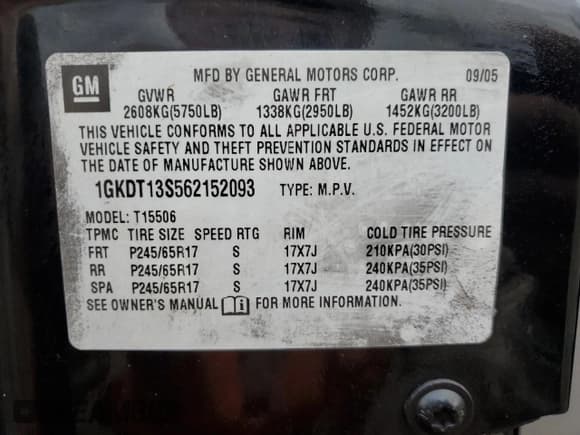 GM
MFD BY GENERAL MOTORS CORP. 09/05
GVWR GAWR FRT GAWR RR
2608KG(5750LB) 1338KG(2950LB) 1452KG(3200LB)
THIS VEHICLE CONFORMS TO ALL APPLICABLE U.S. FEDERAL MOTOR
VEHICLE SAFETY AND THEFT PREVENTION STANDARDS IN EFFECT ON
THE DATE OF MANUFACTURE SHOWN ABOVE.
1GKDT13S562152093 TYPE: M.P.V.
MODEL: T15506
TPMC TIRE SIZE SPEED RTG RIM COLD TIRE PRESSURE
FRT P245/65R17 S 17X7J 210KPA(30PSI)
RR P245/65R17 S 17X7J 240KPA(35PSI)
SPA P245/65R17 S 17X7J 240KPA(35PSI)
SEE OWNER'S MANUAL FOR MORE INFORMATION.